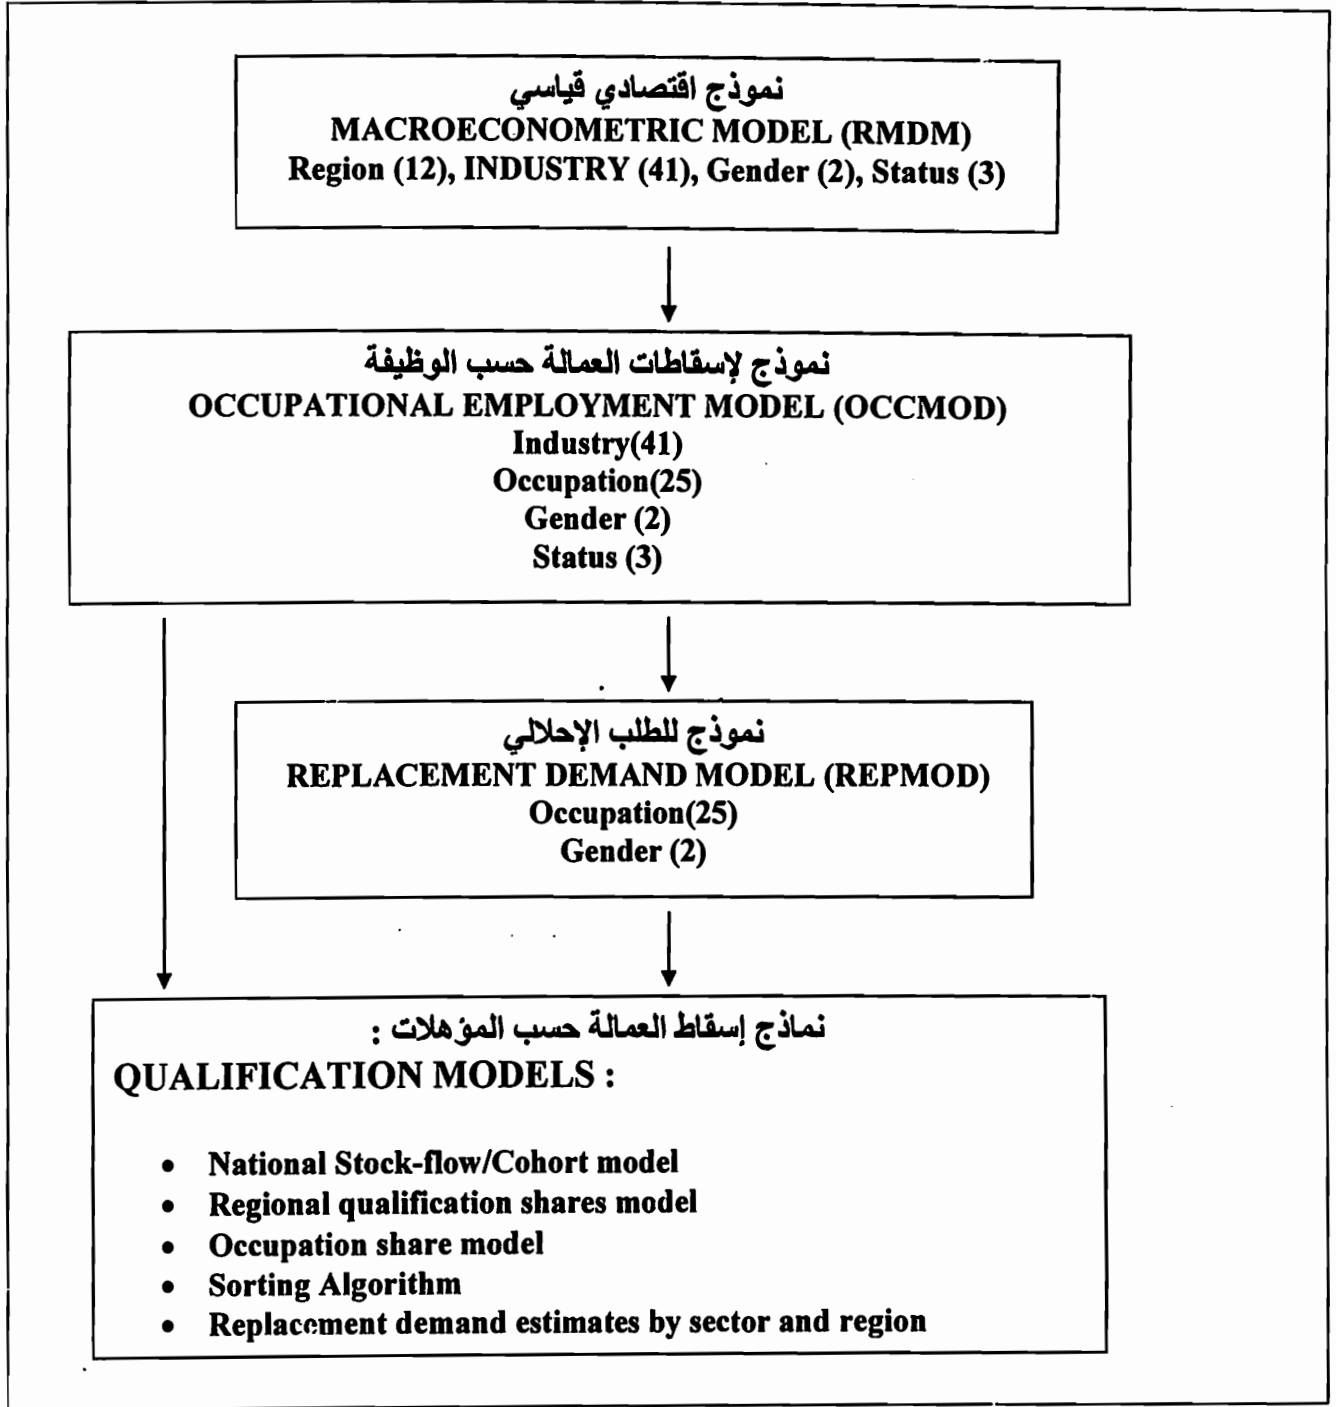 نموذج اقتصادي قياسي
MACROECONOMETRIC MODEL (RMDM)
Region (12), INDUSTRY (41), Gender (2), Status (3)
نموذج لإسقاطات العمالة حسب الوظيفة
OCCUPATIONAL EMPLOYMENT MODEL (OCCMOD)
Industry(41)
Occupation(25)
Gender (2)
Status (3)
نموذج للطلب الإحلالي
REPLACEMENT DEMAND MODEL (REPMOD)
Occupation(25)
Gender (2)
نماذج إسقاط العمالة حسب المؤهلات :
QUALIFICATION MODELS :
• National Stock-flow/Cohort model
• Regional qualification shares model
• Occupation share model
• Sorting Algorithm
• Replacement demand estimates by sector and region